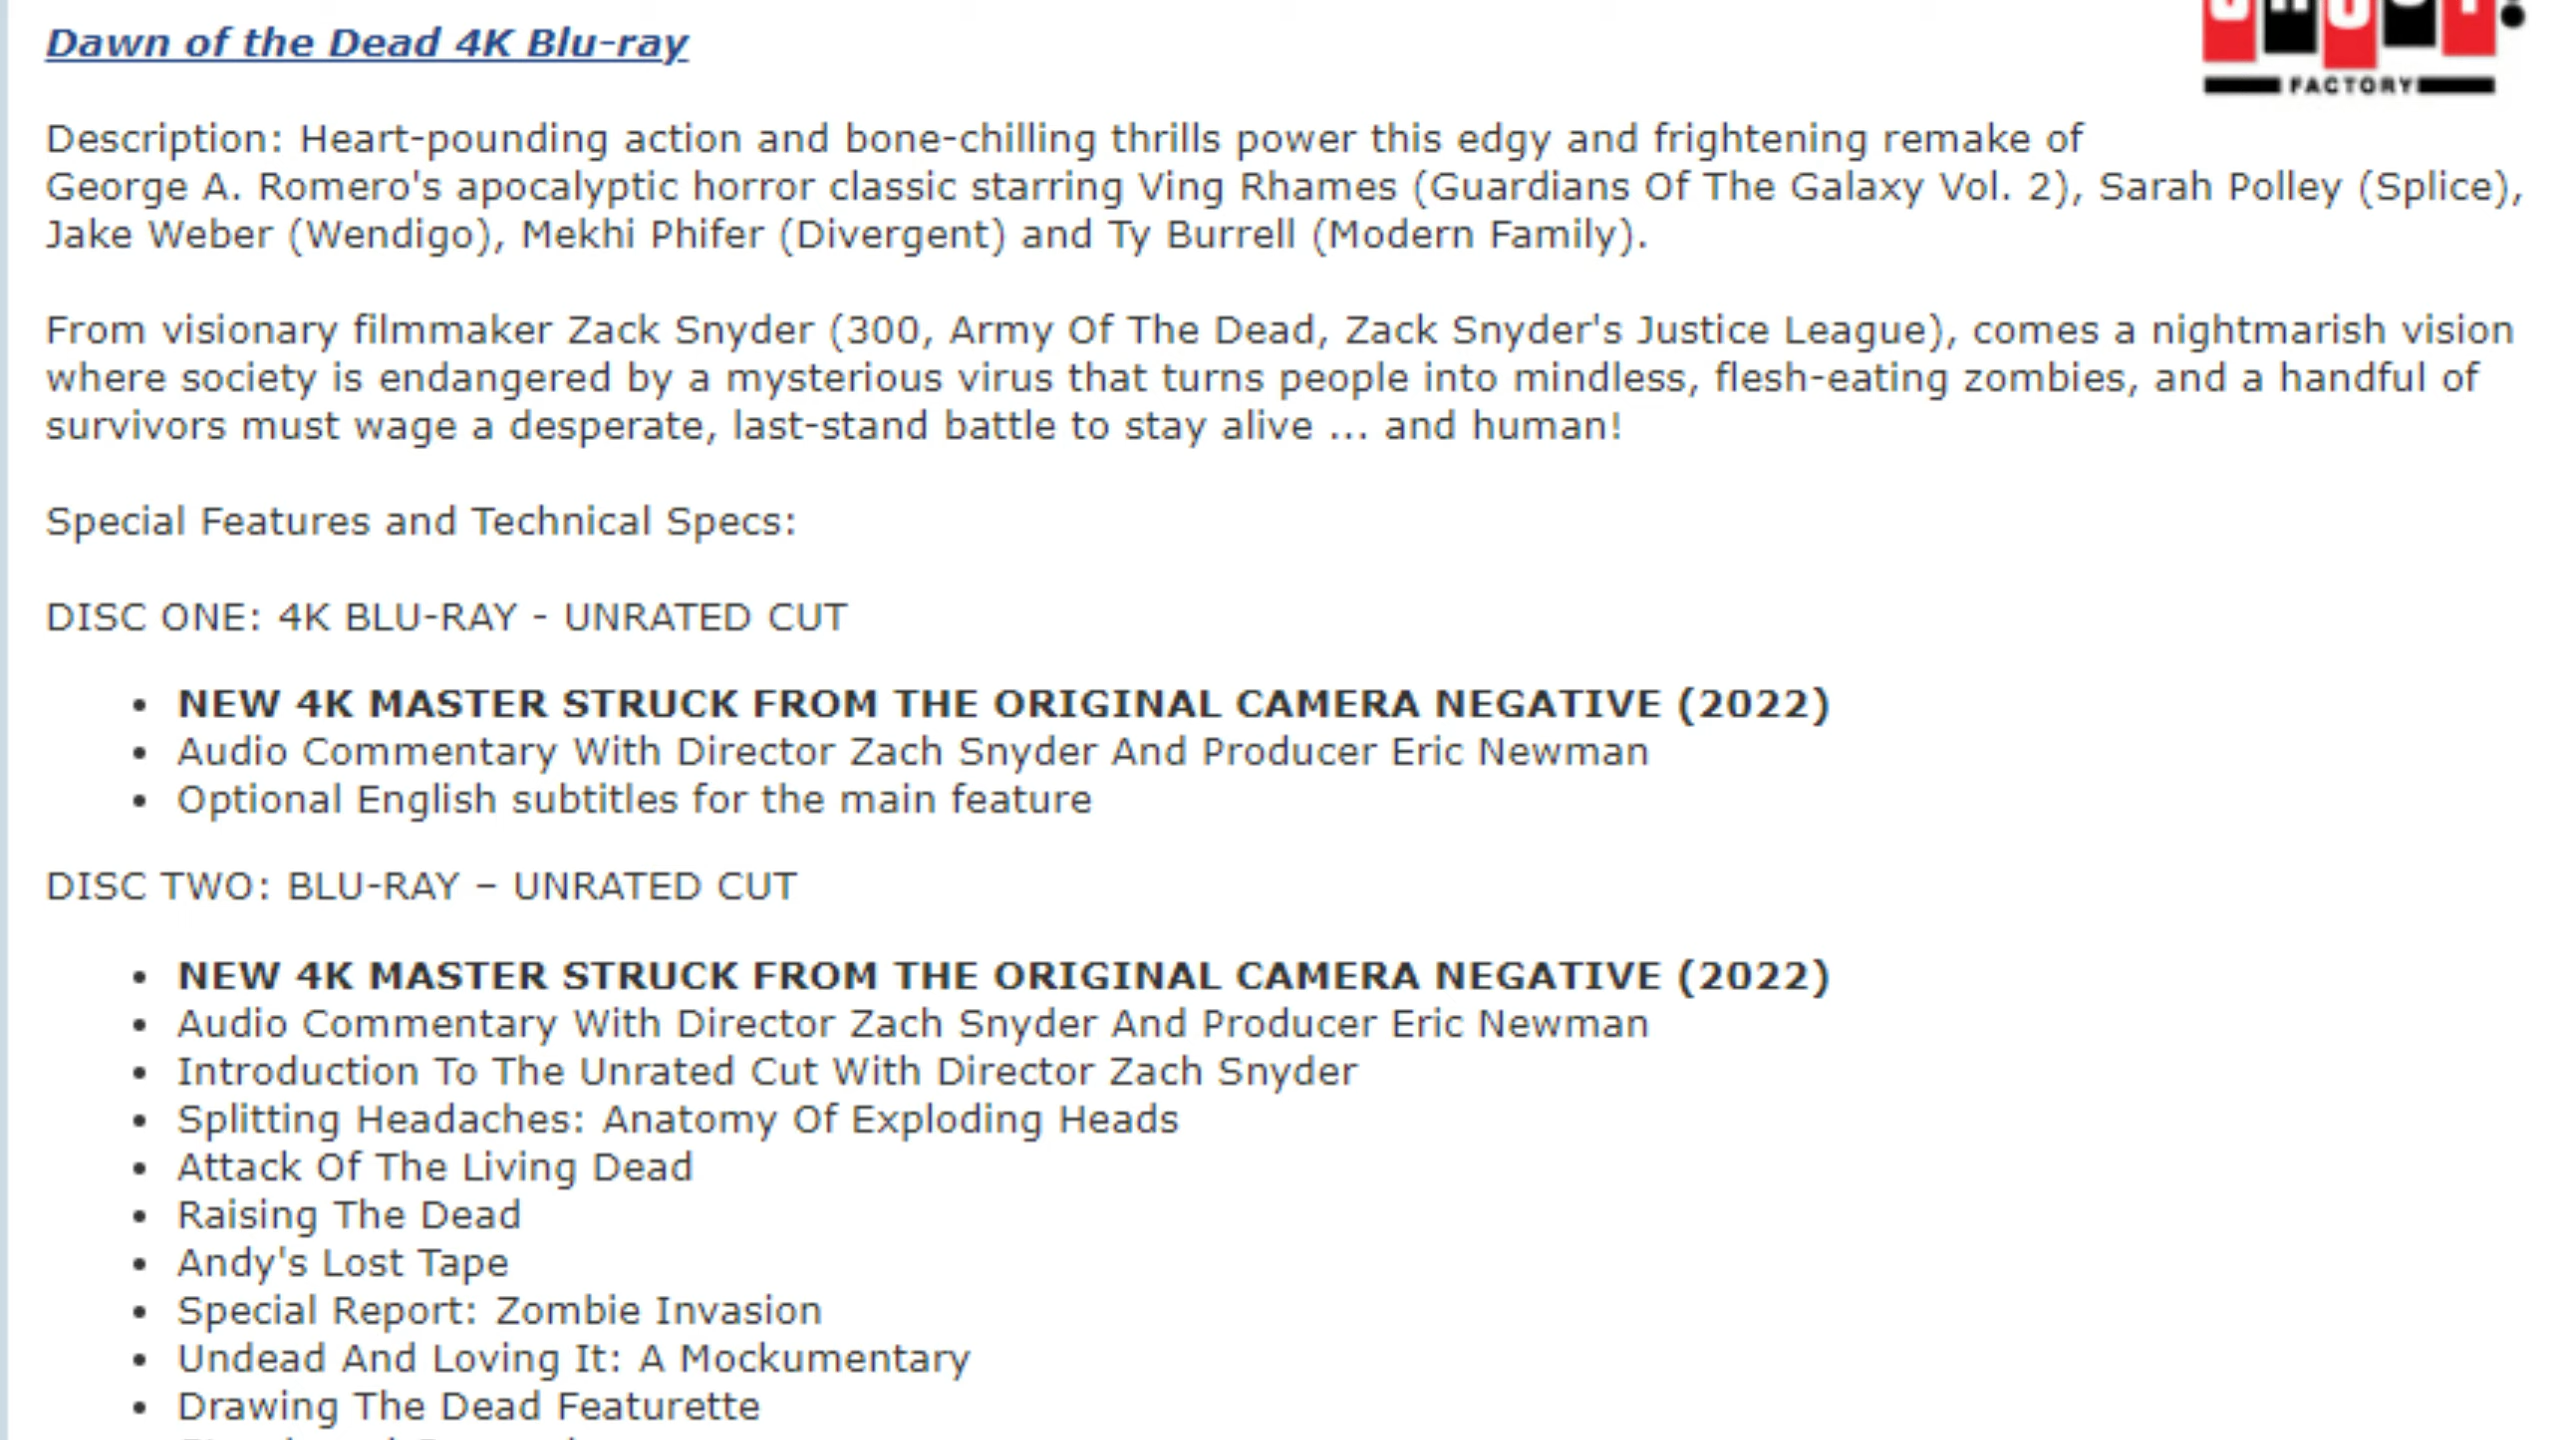 Dawn of the Dead 4K Blu-ray
FACTORY
Description: Heart-pounding action and bone-chilling thrills power this edgy and frightening remake of
George A. Romero's apocalyptic horror classic starring Ving Rhames (Guardians Of The Galaxy Vol. 2), Sarah Polley (Splice),
Jake Weber (Wendigo), Mekhi Phifer (Divergent) and Ty Burrell (Modern Family).
From visionary filmmaker Zack Snyder (300, Army Of The Dead, Zack Snyder's Justice League), comes a nightmarish vision
where society is endangered by a mysterious virus that turns people into mindless, flesh-eating zombies, and a handful of
survivors must wage a desperate, last-stand battle to stay alive ... and human!
Special Features and Technical Specs:
DISC ONE: 4K BLU-RAY - UNRATED CUT
• NEW 4K MASTER STRUCK FROM THE ORIGINAL CAMERA NEGATIVE (2022)
• Audio Commentary With Director Zach Snyder And Producer Eric Newman
• Optional English subtitles for the main feature
DISC TWO: BLU-RAY – UNRATED CUT
• NEW 4K MASTER STRUCK FROM THE ORIGINAL CAMERA NEGATIVE (2022)
• Audio Commentary With Director Zach Snyder And Producer Eric Newman
• Introduction To The Unrated Cut With Director Zach Snyder
• Splitting Headaches: Anatomy Of Exploding Heads
• Attack Of The Living Dead
• Raising The Dead
• Andy's Lost Tape
• Special Report: Zombie Invasion
• Undead And Loving It: A Mockumentary
• Drawing The Dead Featurette